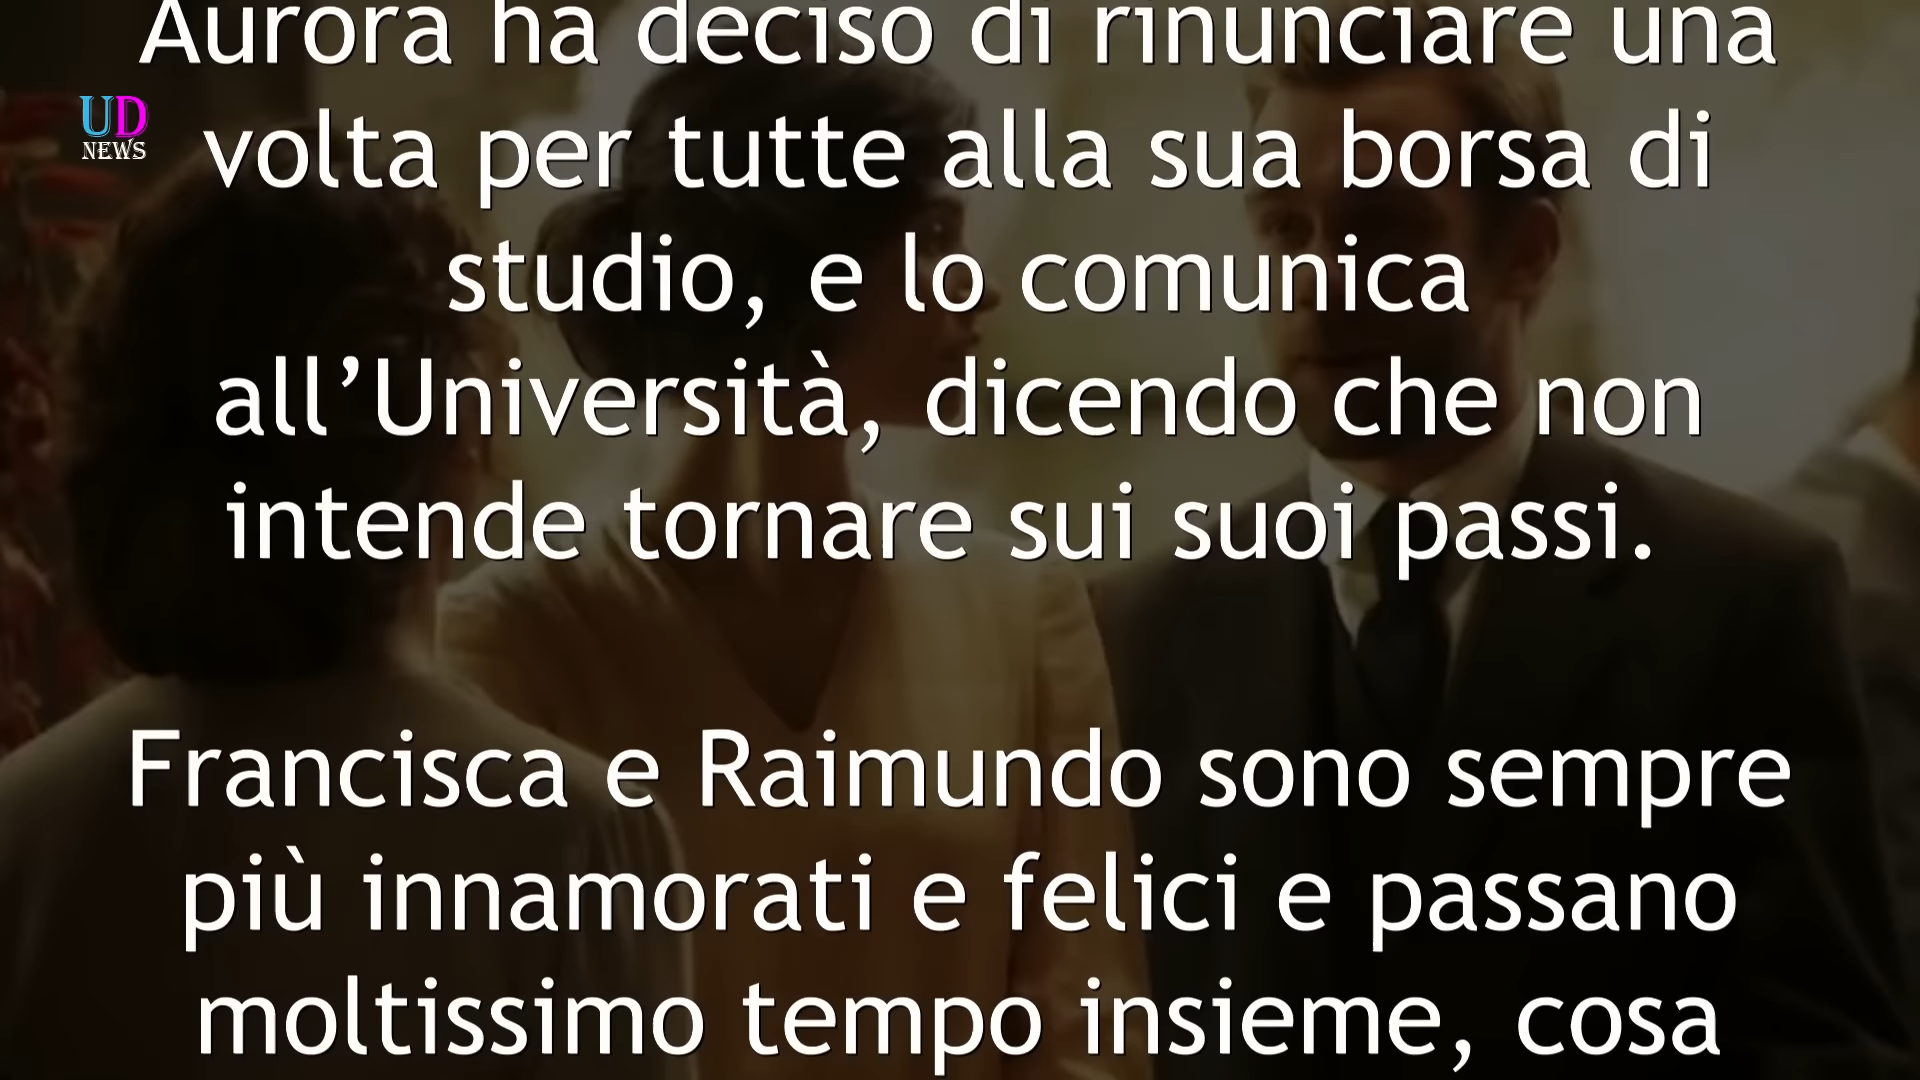 Aurora ha deciso di rinunciare una
UD
NEWS
volta per tutte alla sua borsa di
studio, e lo comunica
all’Università, dicendo che non
intende tornare sui suoi passi.
Francisca e Raimundo sono sempre
più innamorati e felici e passano
moltissimo tempo insieme, cosa